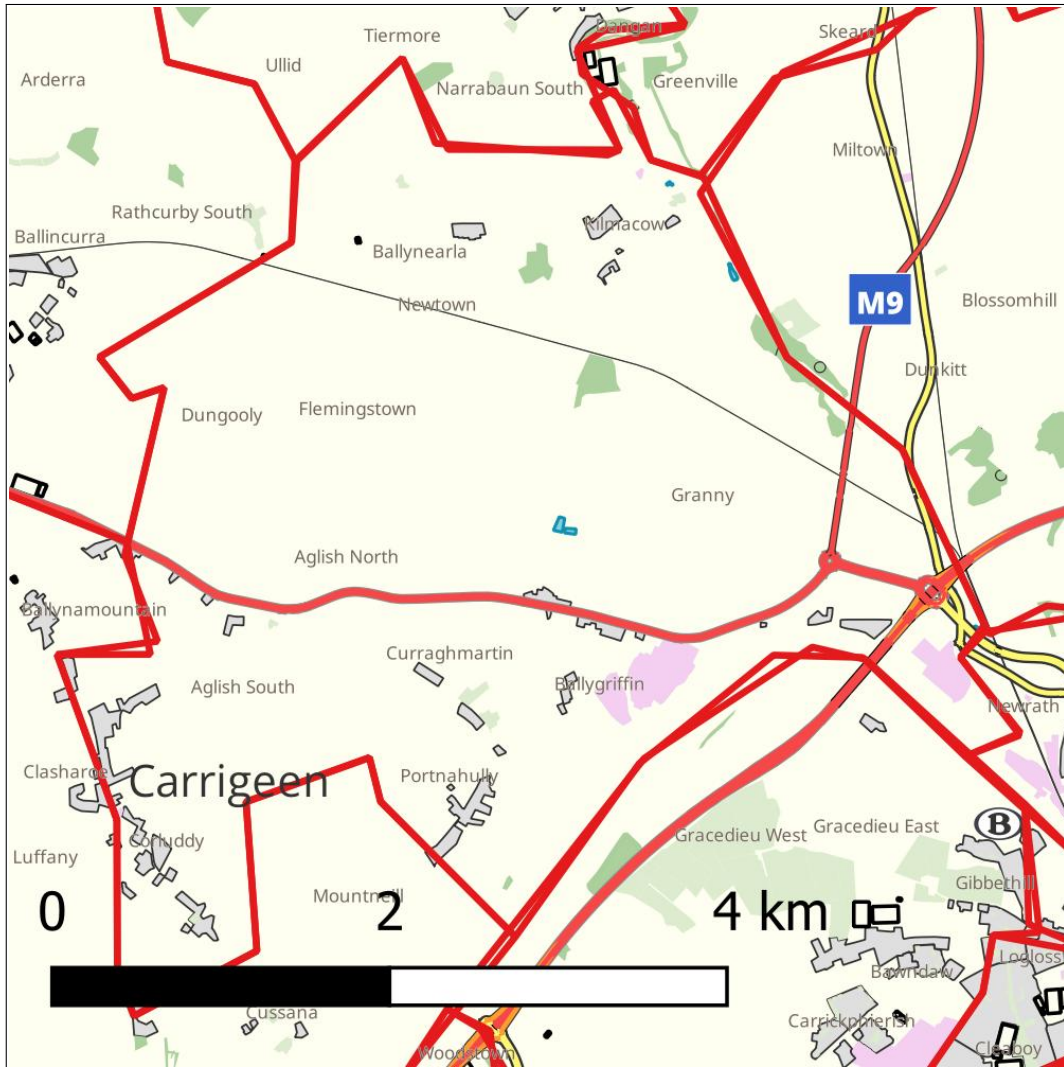 Dangan
Tiermore
Skeard
Ullid
Arderra
Narrabaun South
Greenville
Miltown
Rathcurby South
Kilmacow
Ballincurra
Ballynearla
Newtown
M9
Blossomhill
Dunkitt
Dungooly
Flemingstown
Granny
Aglish North
Ballynamountain
Curraghmartin
Aglish South
Ballygriffin
Newrath
Clasharoe
Carrigeen
Portnahully
B
Corluddy
Gracedieu West
Gracedieu East
Luffany
Gibbethill
Mountneill
0 2 4 km
Logloss
Bawndaw
Cussana
Carrickphierish
Woodstown
Cleaboy